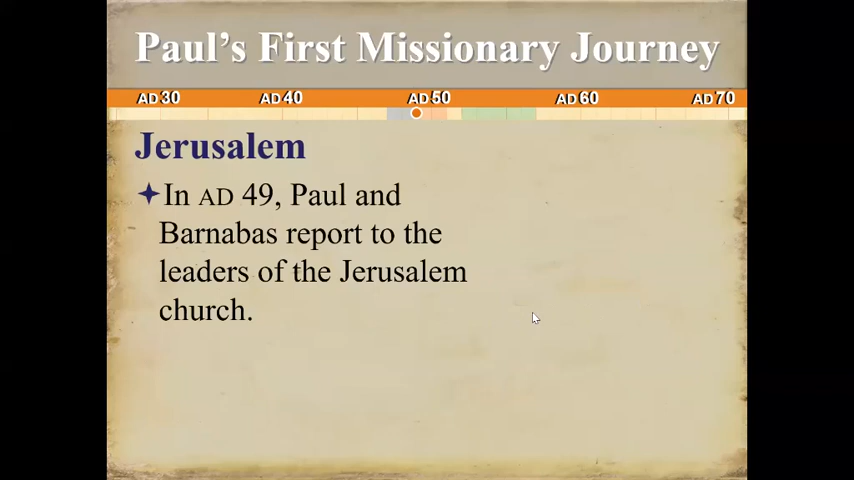 Paul’s First Missionary Journey
AD 30 AD 40 AD 50 AD 60 AD 70
Jerusalem
In AD 49, Paul and
Barnabas report to the
leaders of the Jerusalem
church.